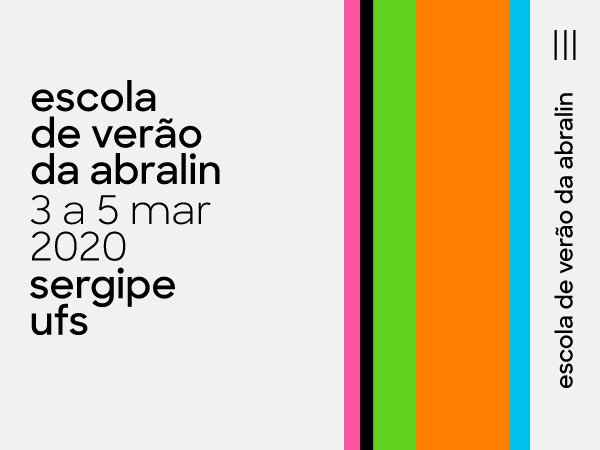 escola
de verão
da abralin
3 a 5 mar
2020
sergipe
ufs
escola de verão da abralin